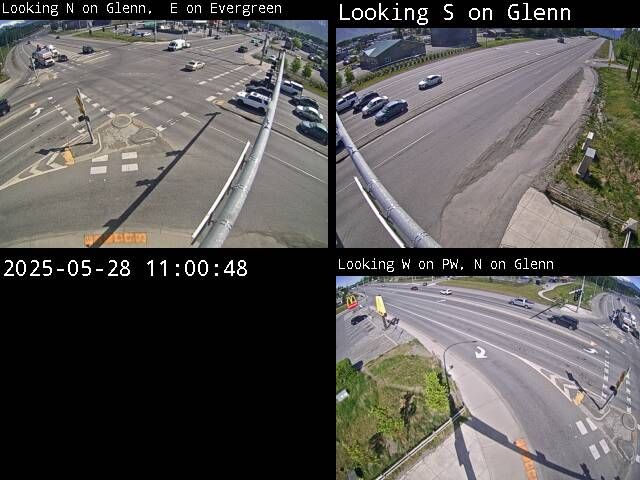 Looking N on Glenn,  E on Evergreen
Looking S on Glenn
2025-05-28 11:00:48
Looking W on PW, N on Glenn